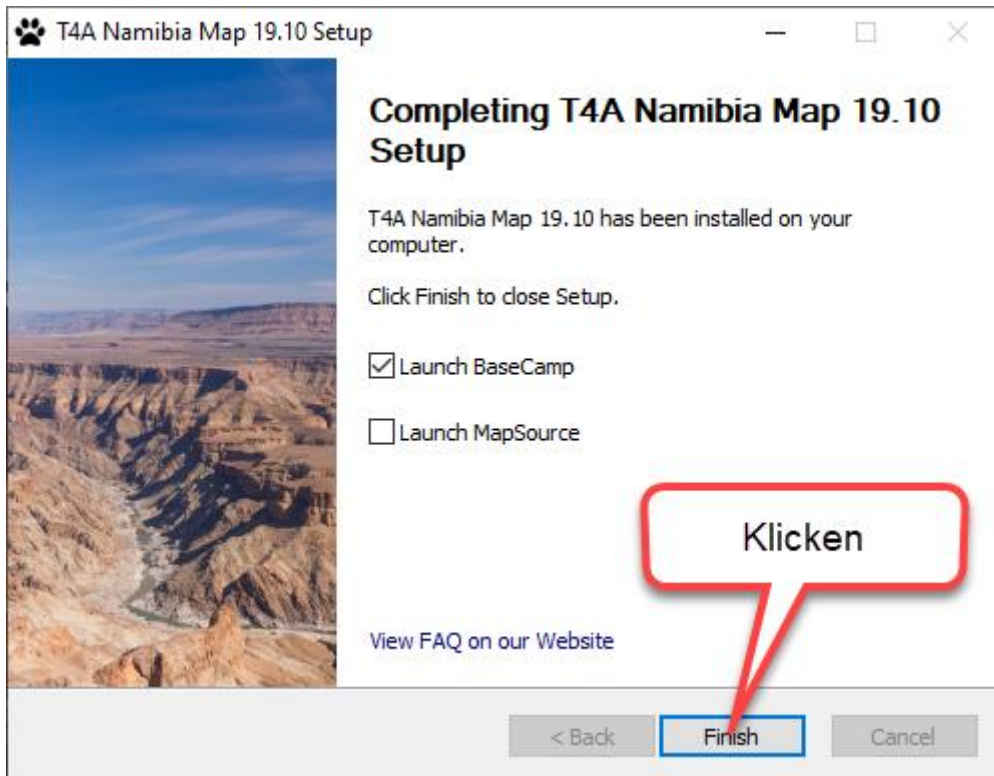 T4A Namibia Map 19.10 Setup
Completing T4A Namibia Map 19.10
Setup
T4A Namibia Map 19.10 has been installed on your
computer.
Click Finish to close Setup.
Launch BaseCamp
Launch MapSource
Klicken
View FAQ on our Website
< Back
Finish
Cancel